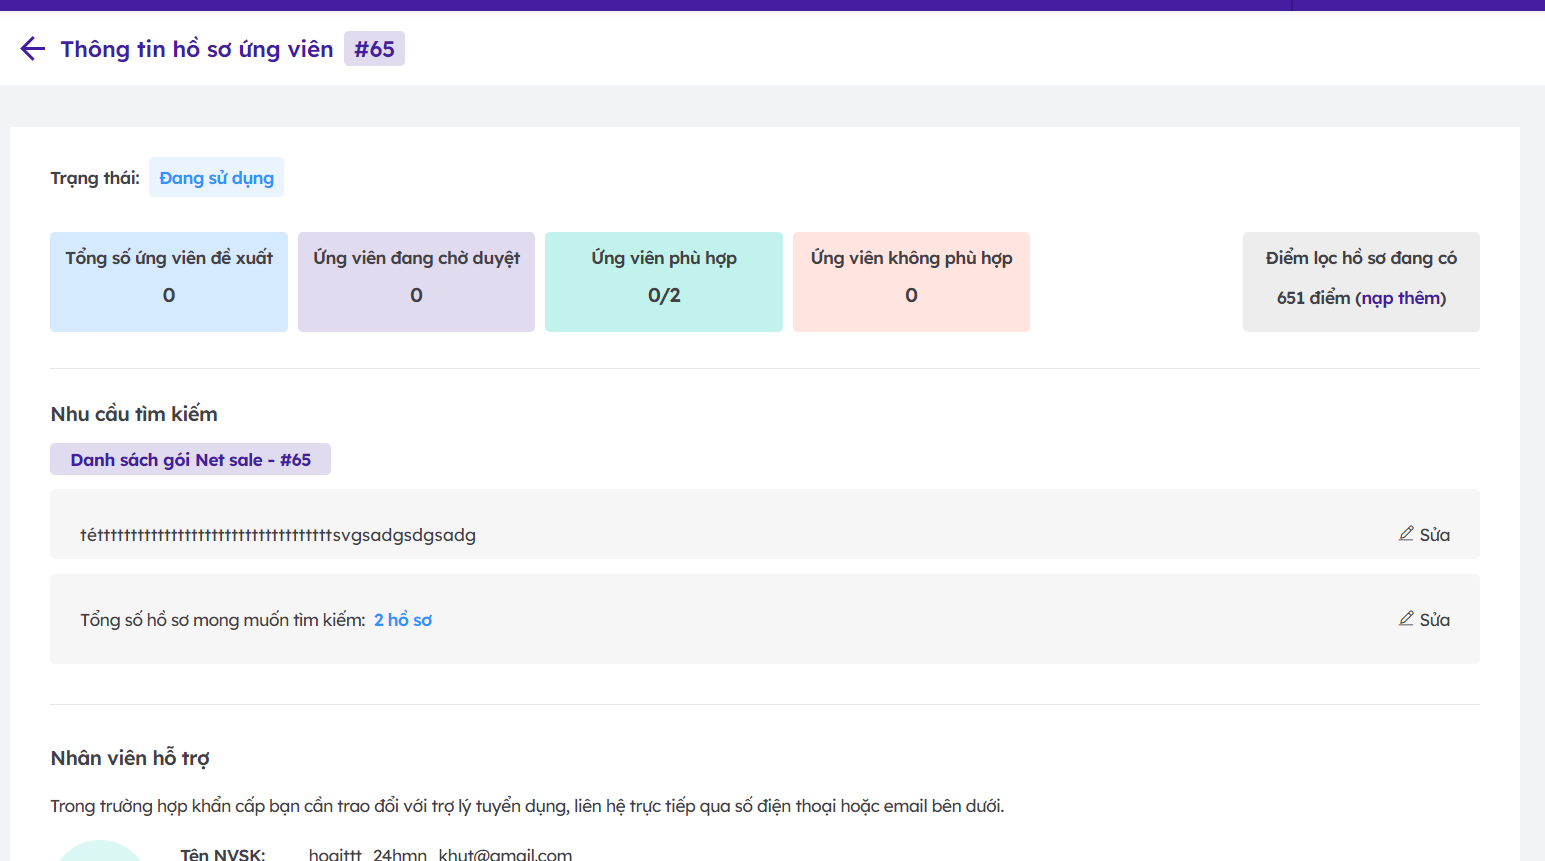 Thông tin hồ sơ ứng viên #65
Trạng thái: Đang sử dụng
Tổng số ứng viên đề xuất
0
Ứng viên đang chờ duyệt
0
Ứng viên phù hợp
0/2
Ứng viên không phù hợp
0
Điểm lọc hồ sơ đang có
651 điểm (nạp thêm)
Nhu cầu tìm kiếm
Danh sách gói Net sale - #65
Sửa
Tổng số hồ sơ mong muốn tìm kiếm: 2 hồ sơ
Sửa
Nhân viên hỗ trợ
Trong trường hợp khẩn cấp bạn cần trao đổi với trợ lý tuyển dụng, liên hệ trực tiếp qua số điện thoại hoặc email bên dưới.
Tên NVSK: hoaittt_24hmn_khut@gmail.com